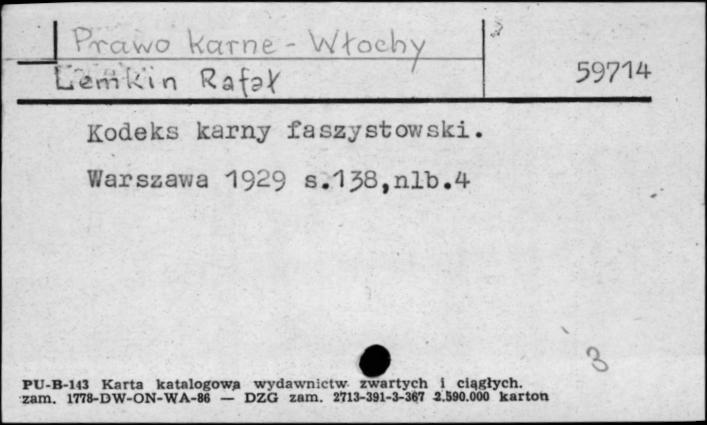 Prawo karne - Włochy
Lemkin Rafał
59714
Kodeks karny faszystowski.
Warszawa 1929 s.138,nlb.4
3
PU-B-143 Karta katalogowa wydawnictw zwartych i ciągłych.
zam. 1778-DW-ON-WA-86 — DZG zam. 2713-391-3-367 2.590.000 karton